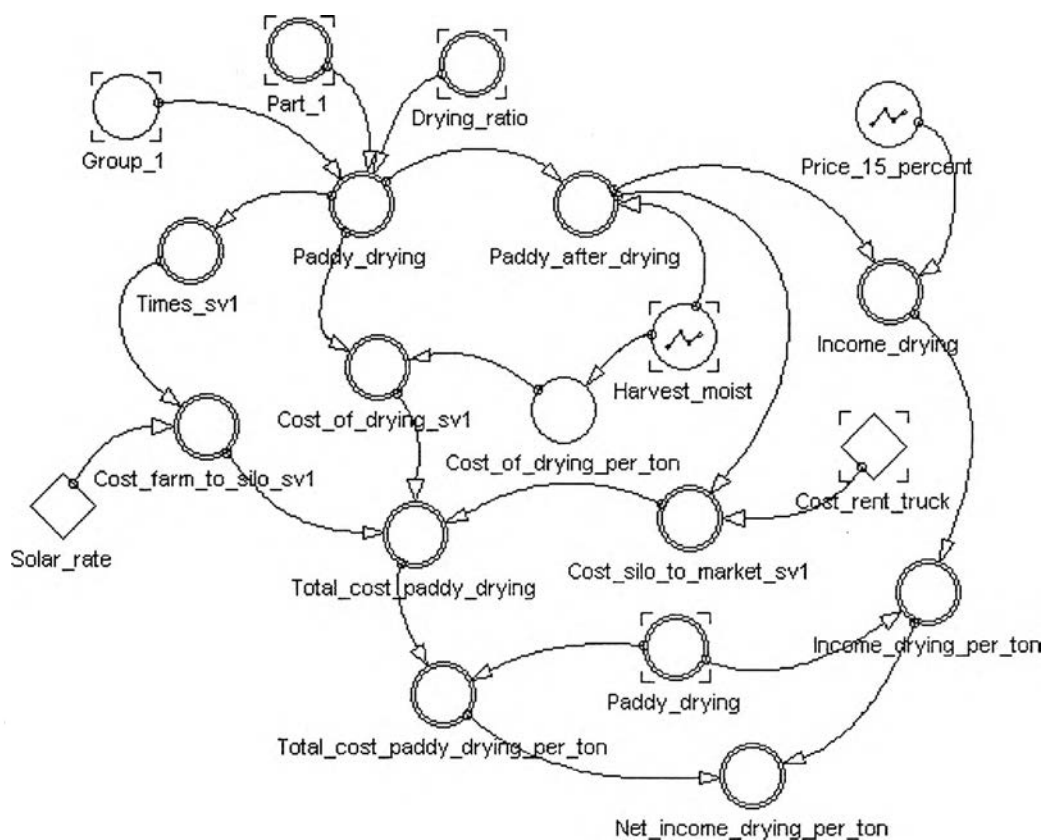 Part_1
Drying_ratio
Group_1
Price_15_percent
Paddy_drying
Paddy_after_drying
Times_sv1
Income_drying
Harvest_moist
Cost_of_drying_sv1
Cost_of_drying_per_ton
Cost_farm_to_silo_sv1
Cost_rent_truck
Solar_rate
Total_cost_paddy_drying
Cost_silo_to_market_sv1
Income_drying_per_ton
Paddy_drying
Total_cost_paddy_drying_per_ton
Net_income_drying_per_ton